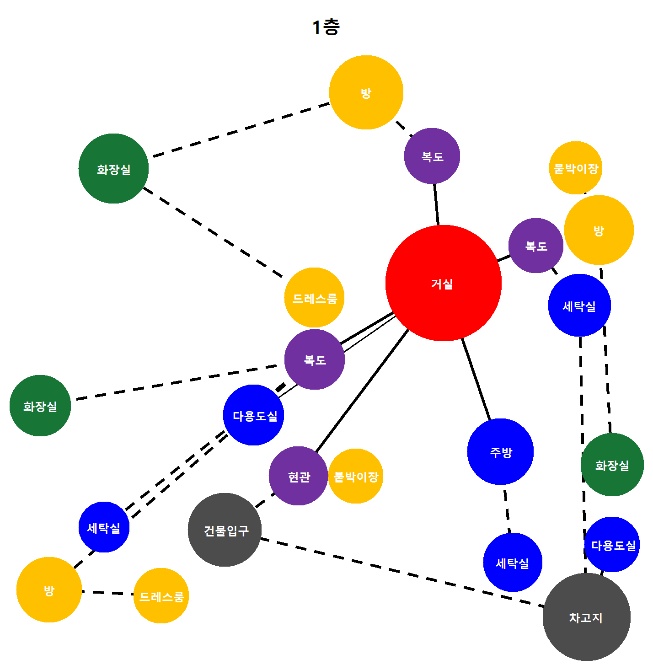 1층
방
화장실
복도
붙박이장
방
복도
거실
드레스룸
세탁실
복도
화장실
다용도실
주방
화장실
현관
붙박이장
세탁실
건물입구
다용도실
세탁실
방
드레스룸
차고지